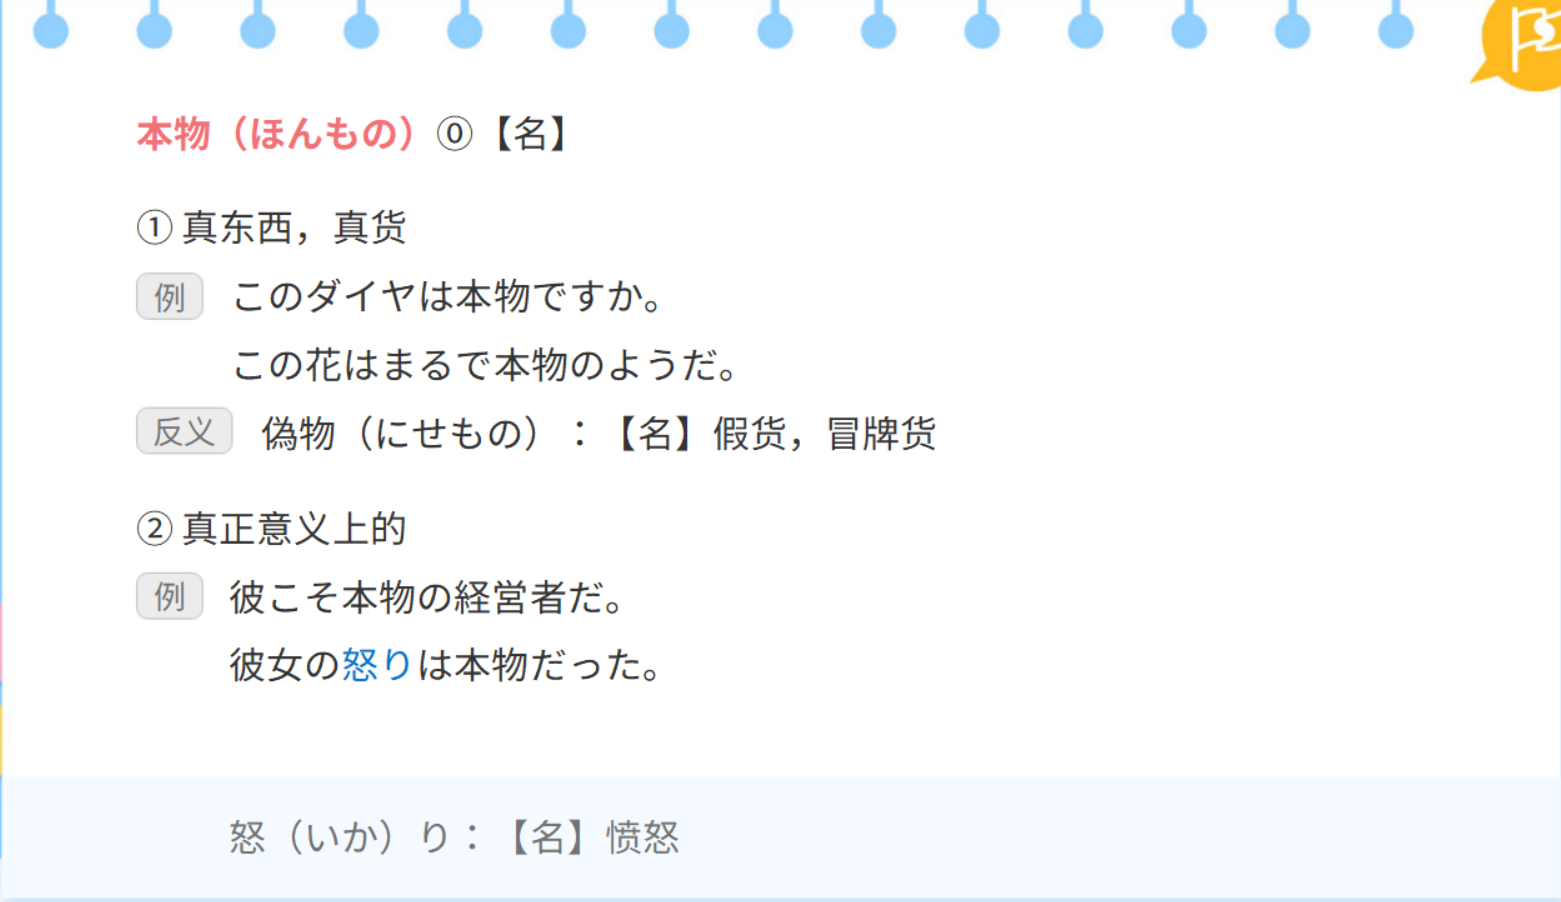 本物（ほんもの）⓪【名】
① 真东西，真货
例 このダイヤは本物ですか。
この花はまるで本物のようだ。
反义 偽物（にせもの）：【名】假货，冒牌货
② 真正意义上的
例 彼こそ本物の経営者だ。
彼女の怒りは本物だった。
怒（いか）り：【名】愤怒